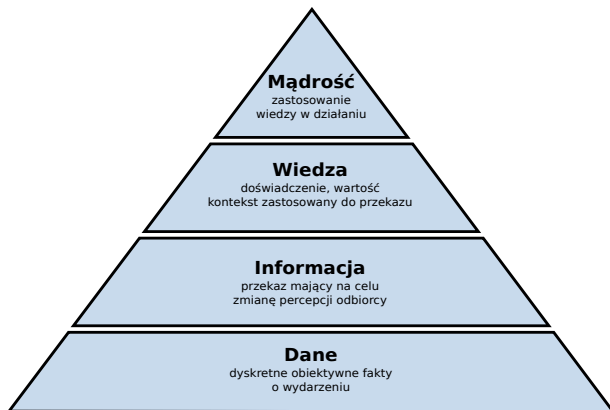 Mądrość
zastosowanie
wiedzy w działaniu
Wiedza
doświadczenie, wartość
kontekst zastosowany do przekazu
Informacja
przekaz mający na celu
zmianę percepcji odbiorcy
Dane
dyskretne obiektywne fakty
o wydarzeniu